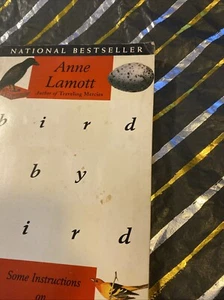 NATIONAL BESTSELLER
Anne
Lamott
Author of Traveling Mercies
b i r d
b y
i r d
Some Instructions
on